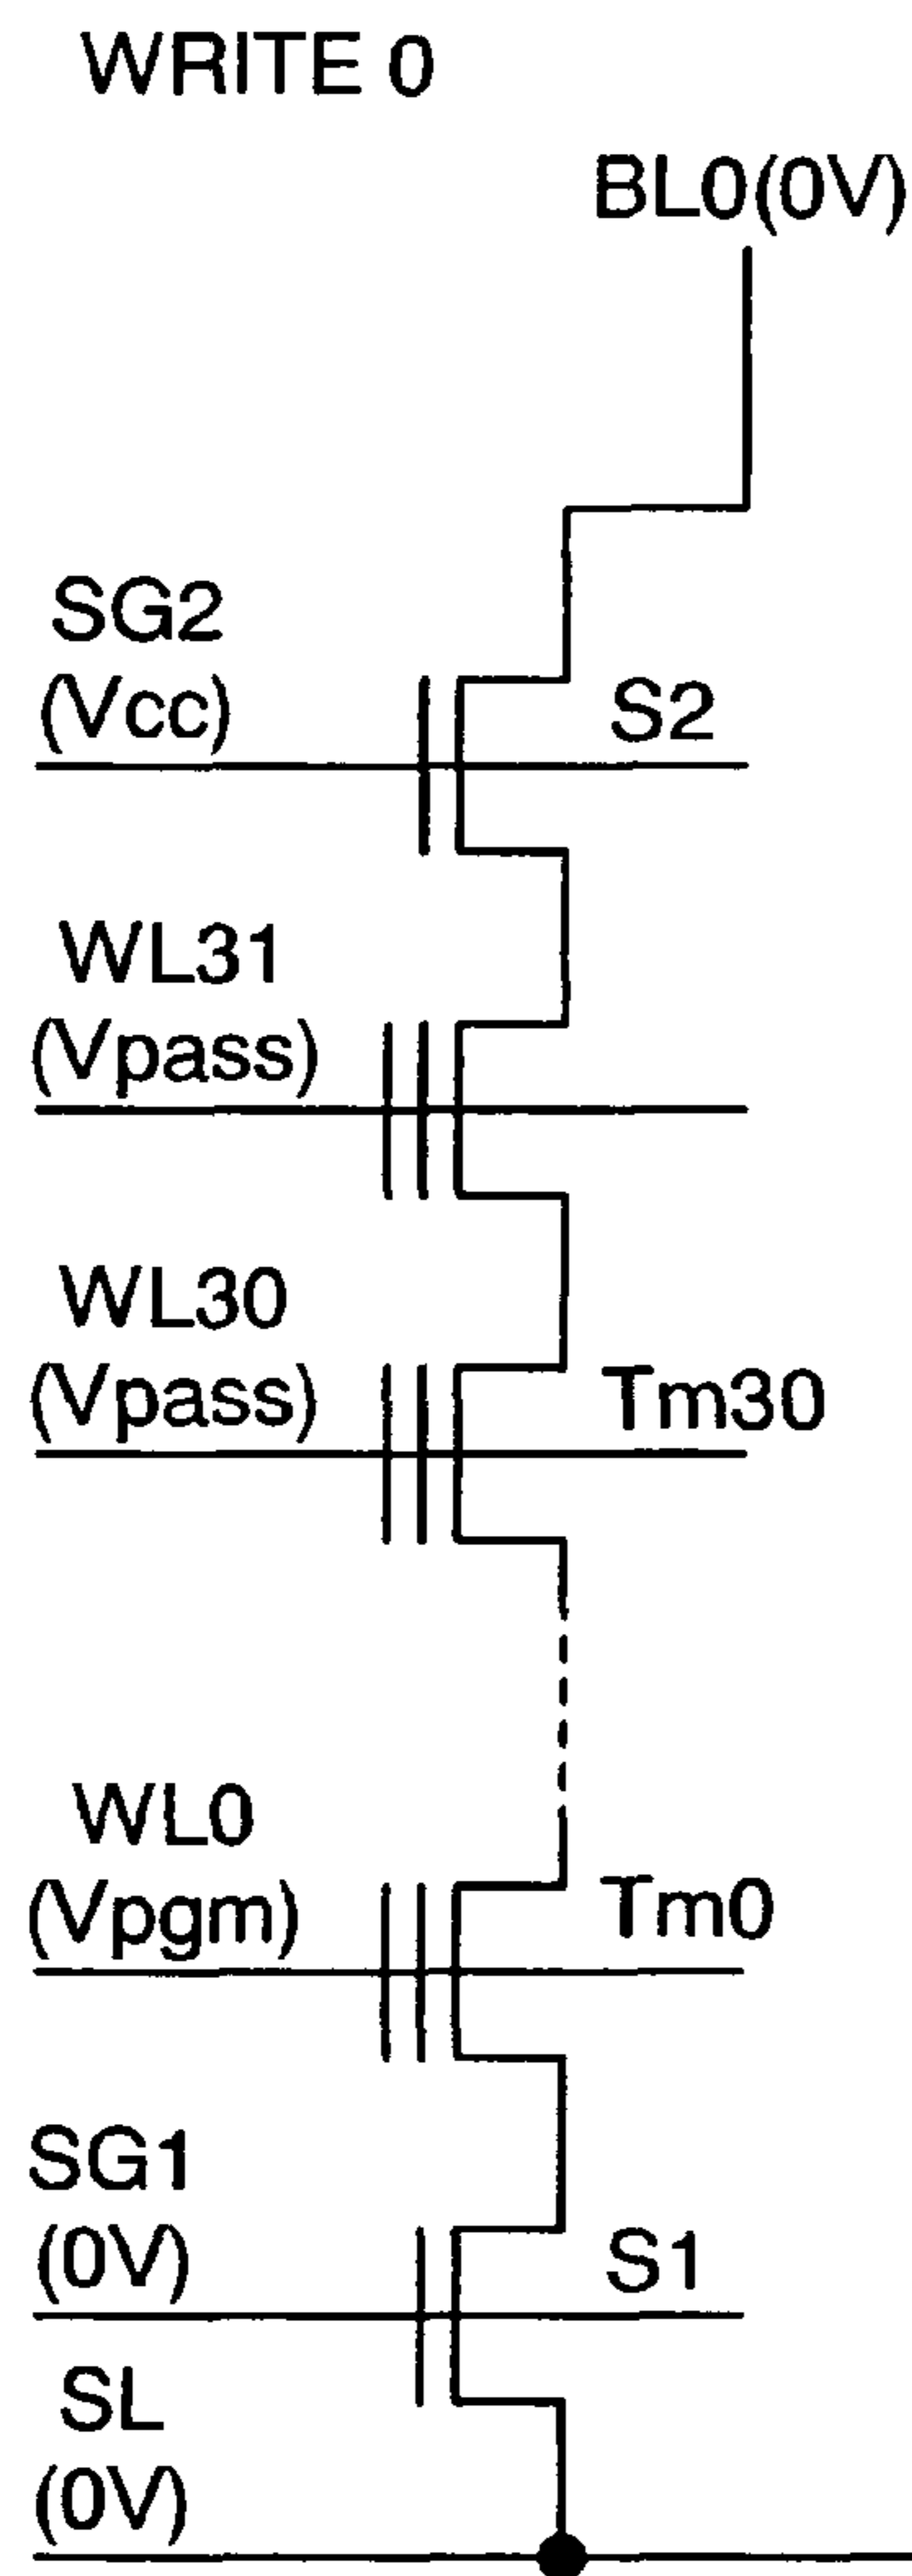 WRITE 0
BL0(0V)
SG2
(Vcc)
S2
WL31
(Vpass)
WL30
(Vpass)
Tm30
WL0
(Vpgm)
Tm0
SG1
(0V)
S1
SL
(0V)